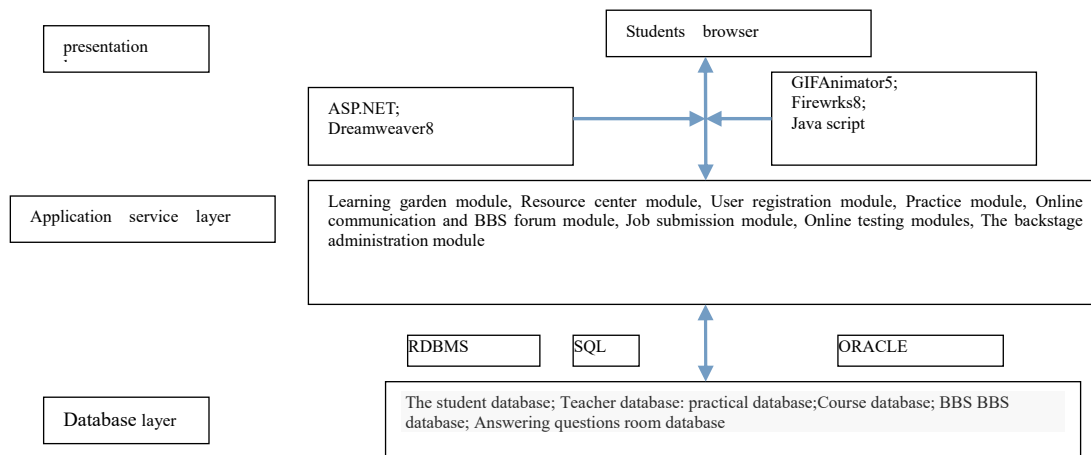 Students browser
presentation
GIFAnimator5;
Firewrks8;
Java script
ASP.NET;
Dreamweaver8
Application service layer
Learning garden module, Resource center module, User registration module, Practice module, Online
communication and BBS forum module, Job submission module, Online testing modules, The backstage
administration module
RDBMS
SQL
ORACLE
Database layer
The student database; Teacher database: practical database;Course database; BBS BBS
database; Answering questions room database